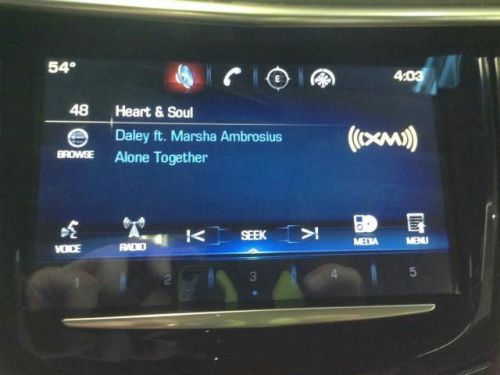 54°
E
4:03
48 Heart & Soul
BROWSE
Daley ft. Marsha Ambrosius
Alone Together
((( XM )))
VOICE
RADIO
SEEK
MEDIA
MENU
1 2 3 4 5